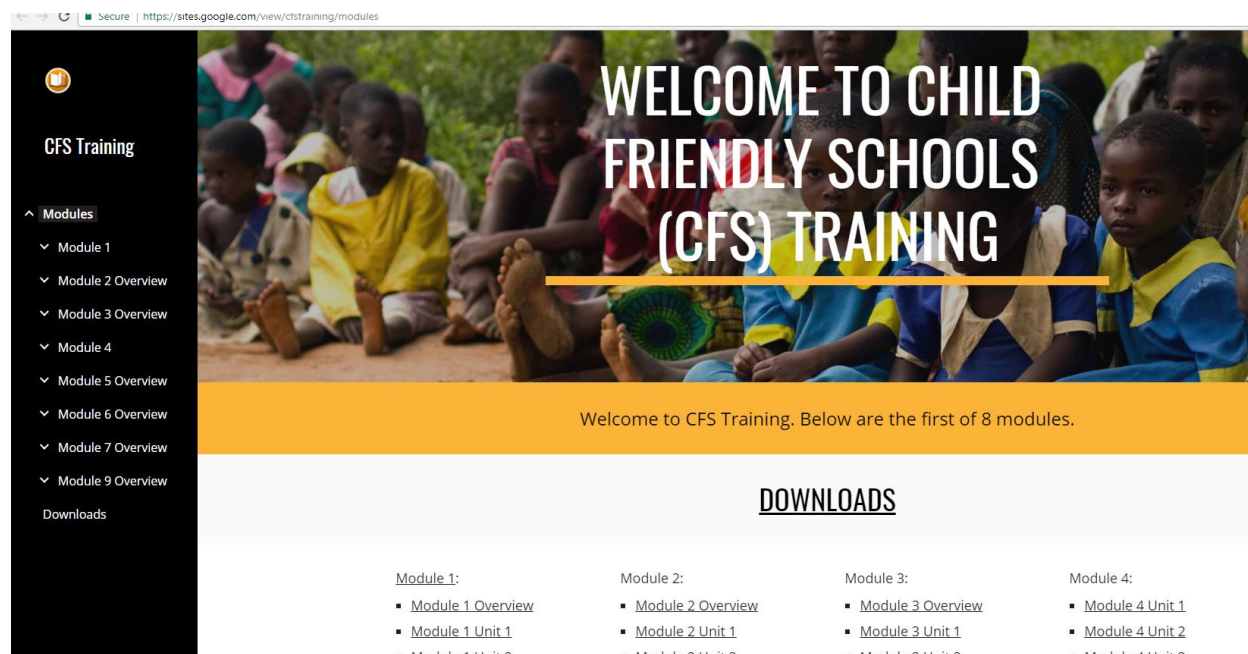 Secure | https://sites.google.com/view/cfstraining/modules
CFS Training
Modules
Module 1
Module 2 Overview
Module 3 Overview
Module 4
Module 5 Overview
Module 6 Overview
Module 7 Overview
Module 9 Overview
Downloads
WELCOME TO CHILD
FRIENDLY SCHOOLS
(CFS) TRAINING
Welcome to CFS Training. Below are the first of 8 modules.
DOWNLOADS
Module 1:
Module 1 Overview
Module 1 Unit 1
Module 2:
Module 2 Overview
Module 2 Unit 1
Module 3:
Module 3 Overview
Module 3 Unit 1
Module 4:
Module 4 Unit 1
Module 4 Unit 2